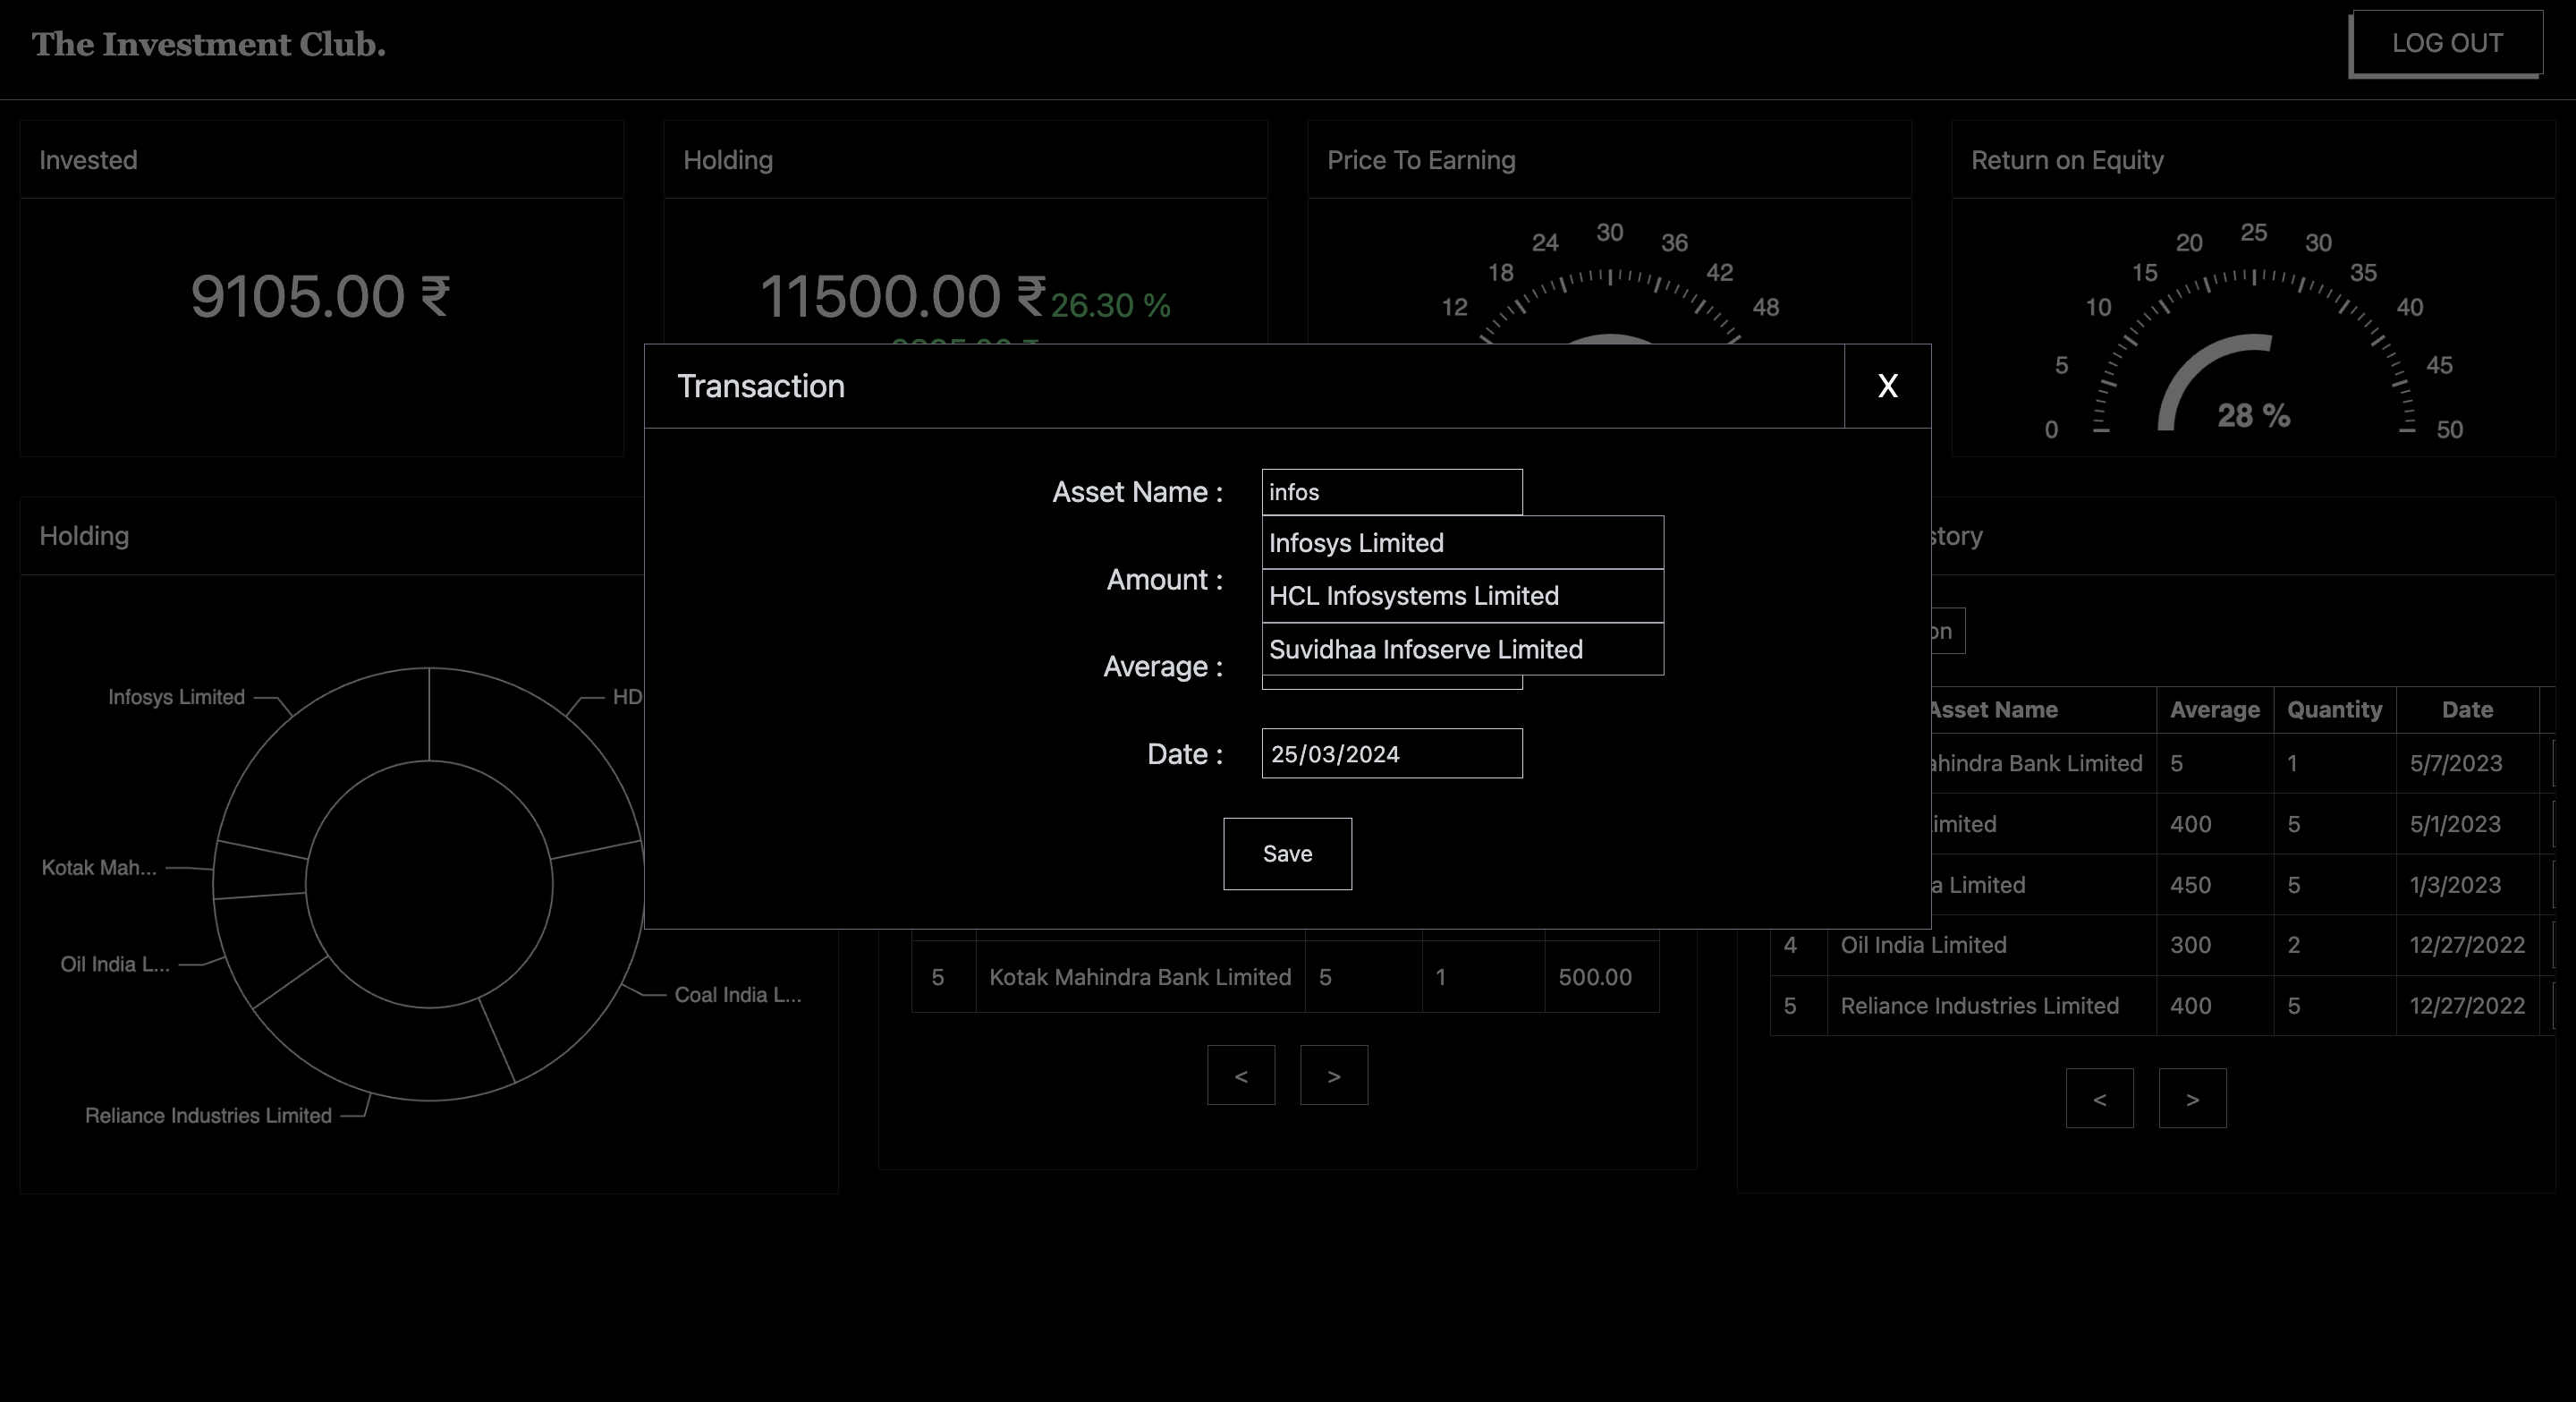 The Investment Club.
LOG OUT
Invested
9105.00 ₹
Holding
11500.00 ₹ 26.30 %
Price To Earning
12 18 24 30 36 42 48
Return on Equity
0 5 10 15 20 25 30 35 40 45 50
28 %
Transaction
X
Asset Name :
infos
Infosys Limited
HCL Infosystems Limited
Suvidhaa Infoserve Limited
Amount :
Average :
Date :
25/03/2024
Save
Holding
Infosys Limited
HD
Kotak Mah...
Oil India L...
Coal India L...
Reliance Industries Limited
5 Kotak Mahindra Bank Limited 5 1 500.00
< >
story
on
Asset Name Average Quantity Date
ahindra Bank Limited 5 1 5/7/2023
imited 400 5 5/1/2023
a Limited 450 5 1/3/2023
4 Oil India Limited 300 2 12/27/2022
5 Reliance Industries Limited 400 5 12/27/2022
< >